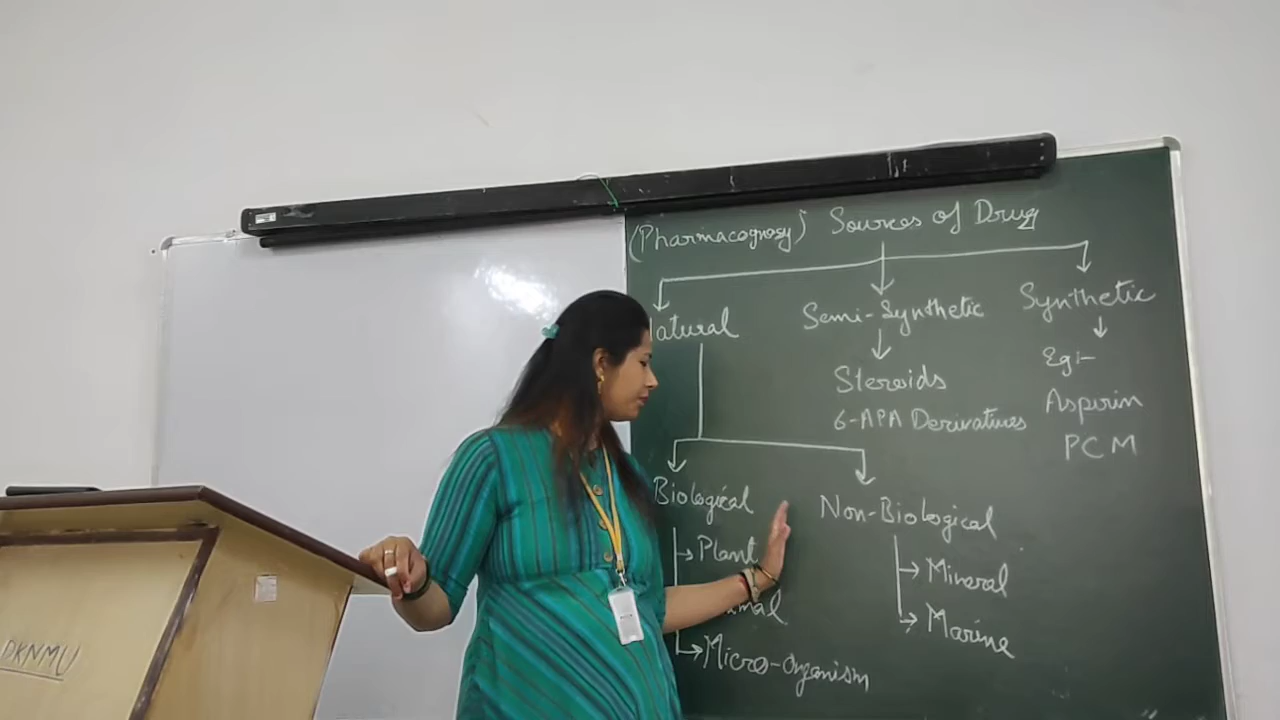 (Pharmacognosy) Sources of Drug
Natural
Semi-Synthetic
Synthetic
Steroids
6-APA Derivatives
Eg:-
Aspirin
PCM
Biological
Non-Biological
Plant
Mineral
Marine
Micro-organism
DKNMU